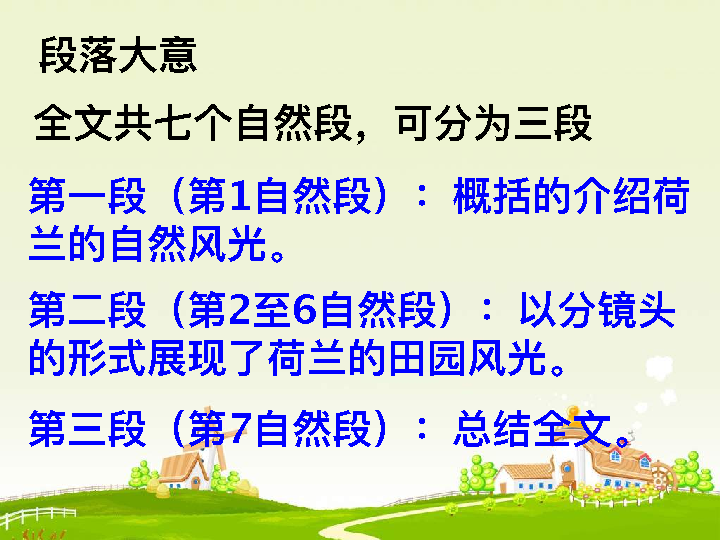 段落大意
全文共七个自然段，可分为三段
第一段（第1自然段）：概括的介绍荷
兰的自然风光。
第二段（第2至6自然段）：以分镜头
的形式展现了荷兰的田园风光。
第三段（第7自然段）：总结全文。